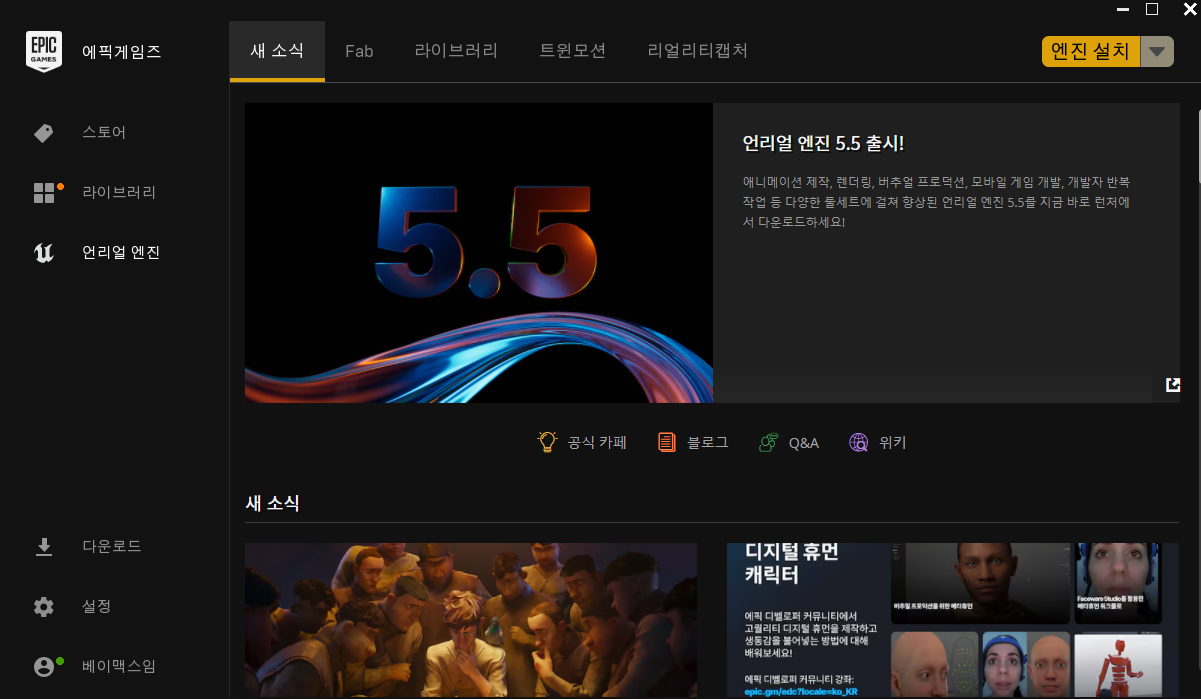 EPIC
GAMES
에픽게임즈
새 소식
Fab
라이브러리
트윈모션
리얼리티캡처
엔진 설치
스토어
라이브러리
언리얼 엔진
다운로드
설정
베이맥스임
5.5
언리얼 엔진 5.5 출시!
애니메이션 제작, 렌더링, 버추얼 프로덕션, 모바일 게임 개발, 개발자 반복
작업 등 다양한 툴세트에 걸쳐 향상된 언리얼 엔진 5.5를 지금 바로 런처에
서 다운로드하세요!
공식 카페
블로그
Q&A
위키
새 소식
디지털 휴먼
캐릭터
에픽 디벨로퍼 커뮤니티에서
고퀄리티 디지털 휴먼을 제작하고
생동감을 불어넣는 방법에 대해
배워보세요!
에픽 디벨로퍼 커뮤니티 강좌:
epic.gm/edc?locale=ko_KR
버추얼 프로덕션을 위한 메타휴먼
Faceware Studio를 활용한
메타휴먼 워크플로